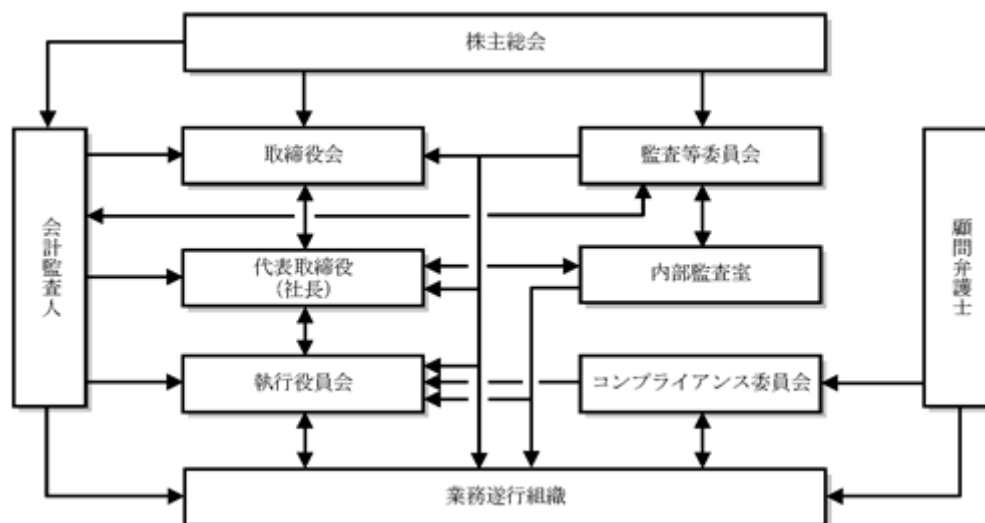 株主総会
取締役会
監査等委員会
会計監査人
顧問弁護士
代表取締役
（社長）
内部監査室
執行役員会
コンプライアンス委員会
業務遂行組織